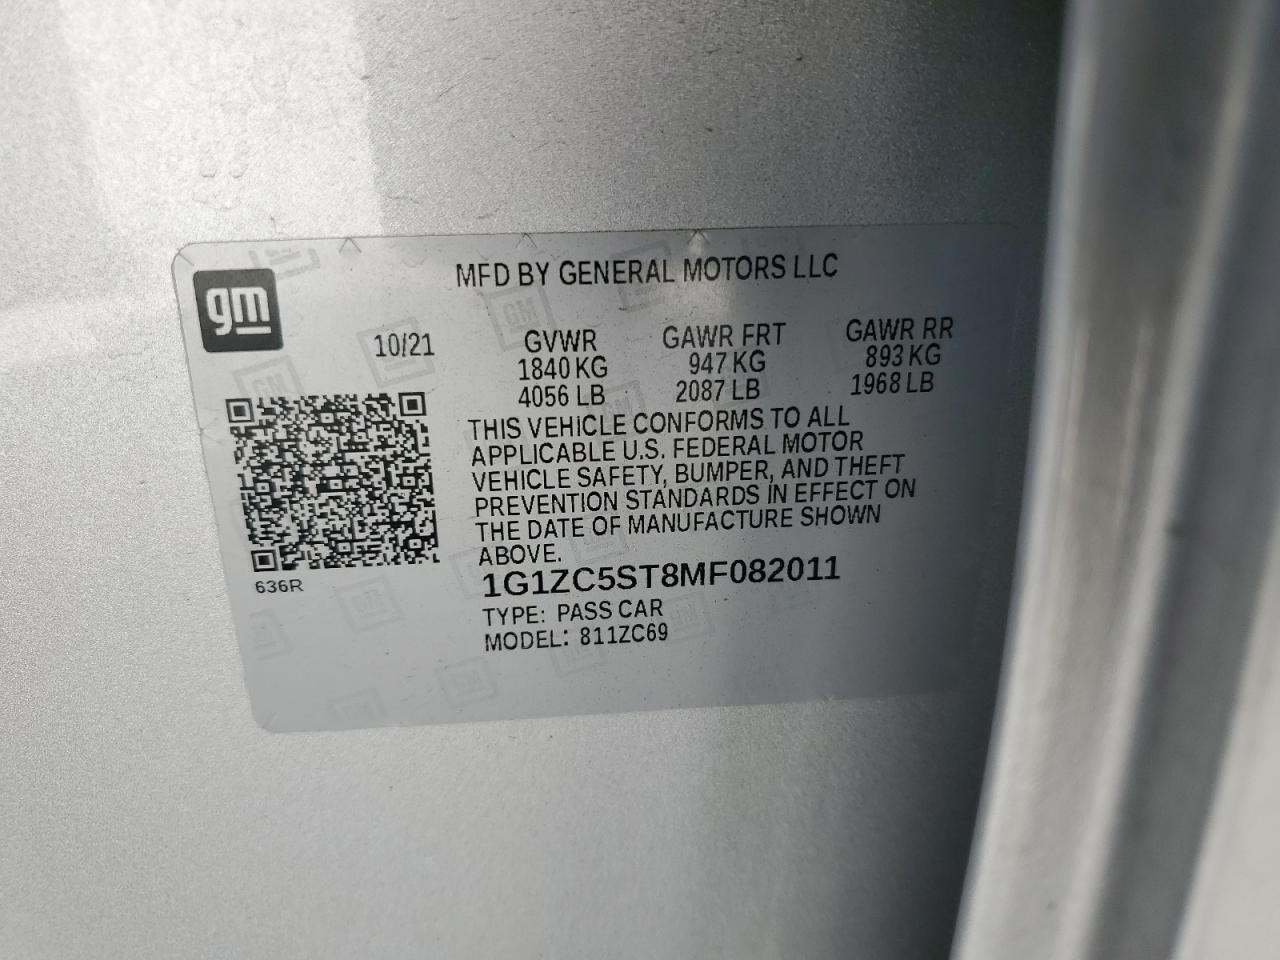 gm
MFD BY GENERAL MOTORS LLC
10/21
GVWR GAWR FRT GAWR RR
1840 KG 947 KG 893 KG
4056 LB 2087 LB 1968 LB
THIS VEHICLE CONFORMS TO ALL
APPLICABLE U.S. FEDERAL MOTOR
VEHICLE SAFETY, BUMPER, AND THEFT
PREVENTION STANDARDS IN EFFECT ON
THE DATE OF MANUFACTURE SHOWN
ABOVE.
636R
1G1ZC5ST8MF082011
TYPE: PASS CAR
MODEL: 811ZC69